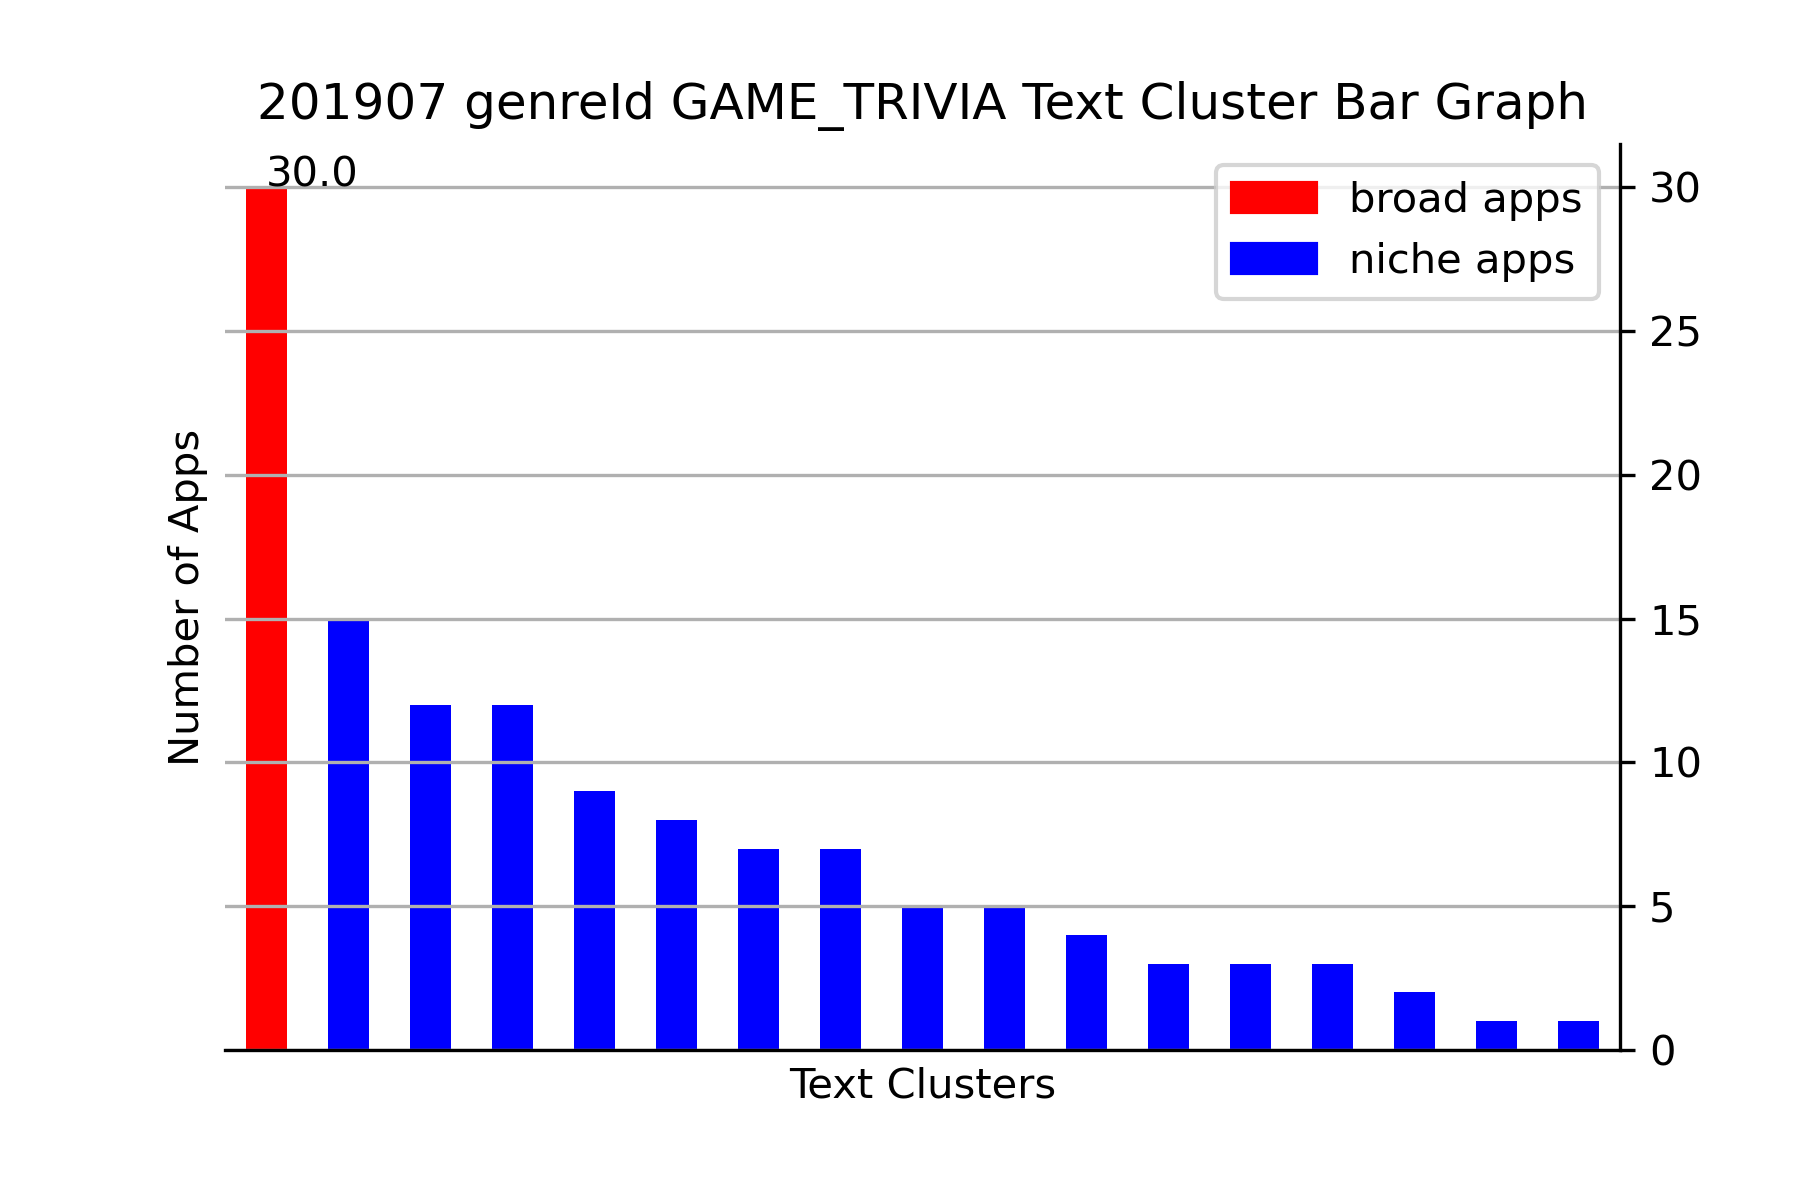 201907 genreId GAME_TRIVIA Text Cluster Bar Graph
30.0
broad apps
niche apps
30
25
20
15
10
5
0
Number of Apps
Text Clusters